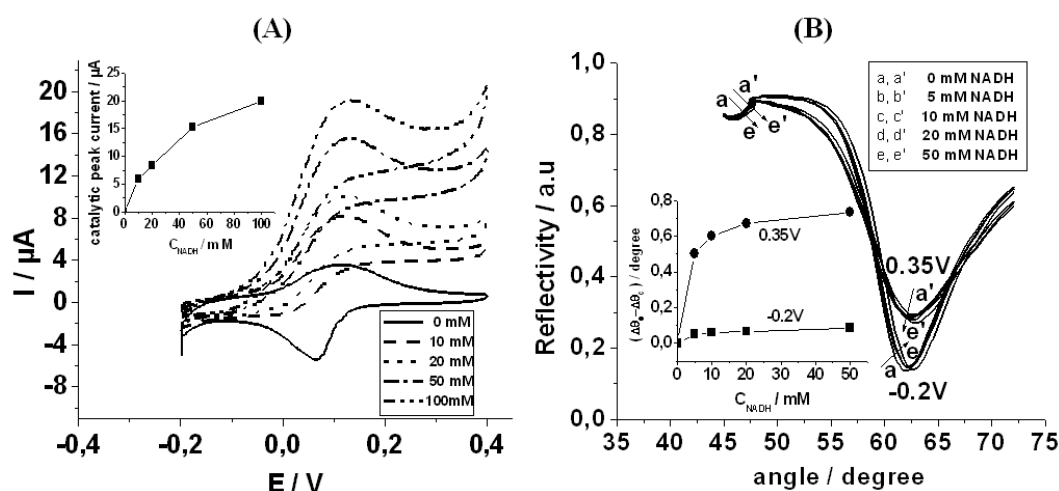 (A)
catalytic peak current / µA
25
20
15
10
5
0
0 20 40 60 80 100
C NADH / mM
I / µA
20
16
12
8
4
0
-4
-8
0 mM
10 mM
20 mM
50 mM
100mM
-0,4 -0,2 0,0 0,2 0,4
E / V
(B)
Reflectivity / a.u
1,0
0,8
0,6
0,4
0,2
0,0
a, a' 0 mM NADH
b, b' 5 mM NADH
c, c' 10 mM NADH
d, d' 20 mM NADH
e, e' 50 mM NADH
a a'
e e'
0,8
0,6
0,4
0,2
0,0
0.35V
-0.2V
0 10 20 30 40 50
C NADH / mM
0.35V
a'
e'
e
a
-0.2V
35 40 45 50 55 60 65 70 75
angle / degree